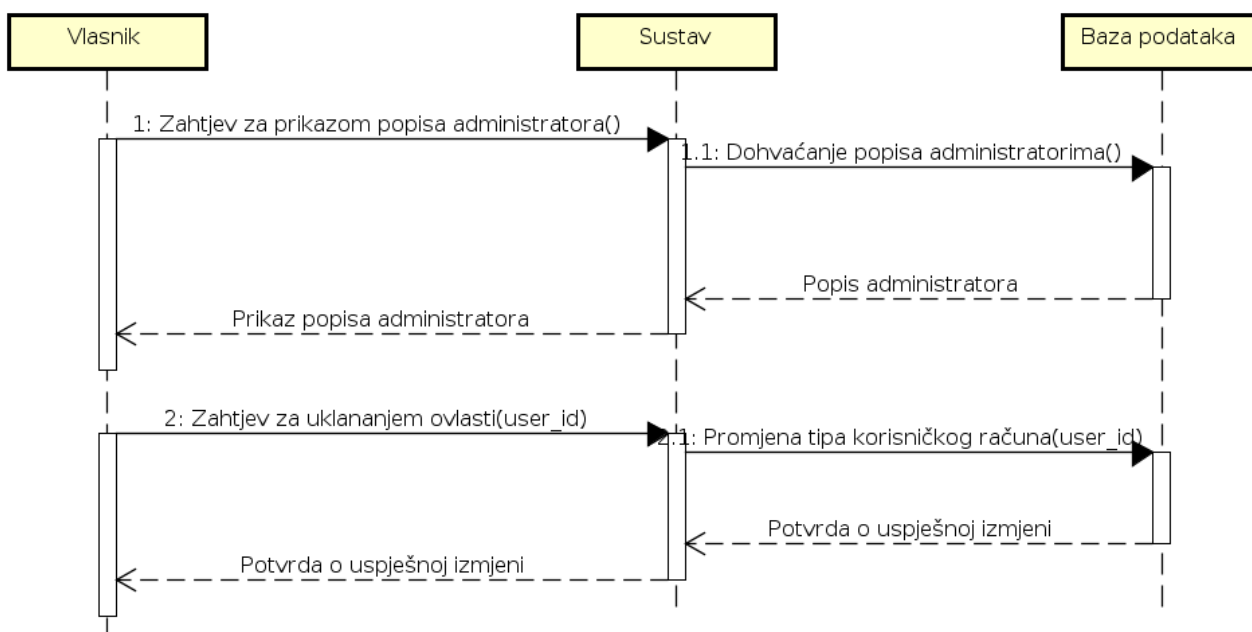 Vlasnik
Sustav
Baza podataka
1: Zahtjev za prikazom popisa administratora()
1.1: Dohvaćanje popisa administratorima()
Popis administratora
Prikaz popisa administratora
2: Zahtjev za uklananjem ovlasti(user_id)
2.1: Promjena tipa korisničkog računa(user_id)
Potvrda o uspješnoj izmjeni
Potvrda o uspješnoj izmjeni